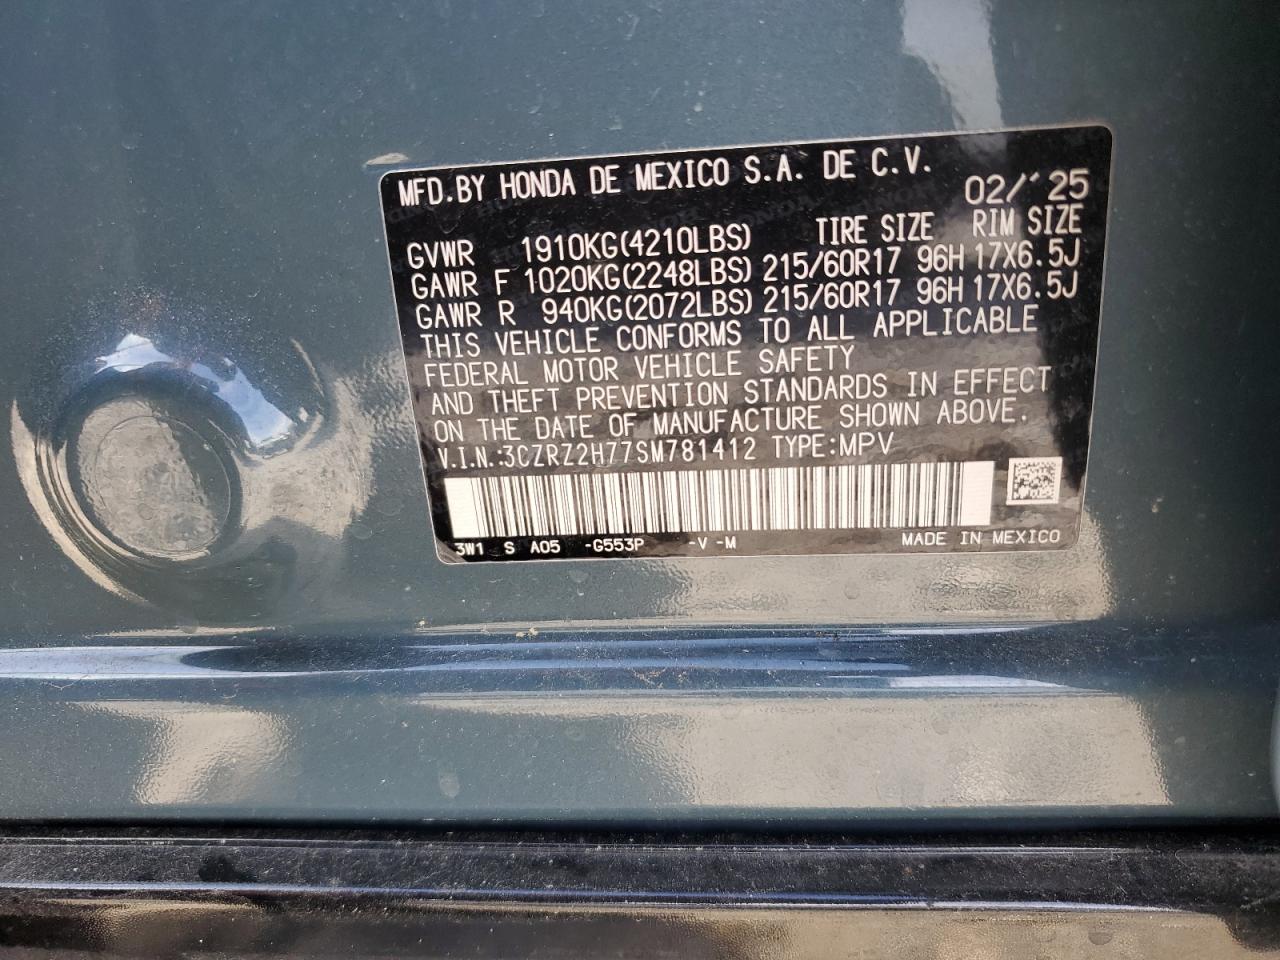 MFD.BY HONDA DE MEXICO S.A. DE C.V. 02/'25
GVWR 1910KG(4210LBS) TIRE SIZE RIM SIZE
GAWR F 1020KG(2248LBS) 215/60R17 96H 17X6.5J
GAWR R 940KG(2072LBS) 215/60R17 96H 17X6.5J
THIS VEHICLE CONFORMS TO ALL APPLICABLE
FEDERAL MOTOR VEHICLE SAFETY
AND THEFT PREVENTION STANDARDS IN EFFECT
ON THE DATE OF MANUFACTURE SHOWN ABOVE.
V.I.N.:3CZRZ2H77SM781412 TYPE:MPV
3W1 S A05 -G553P -V -M MADE IN MEXICO